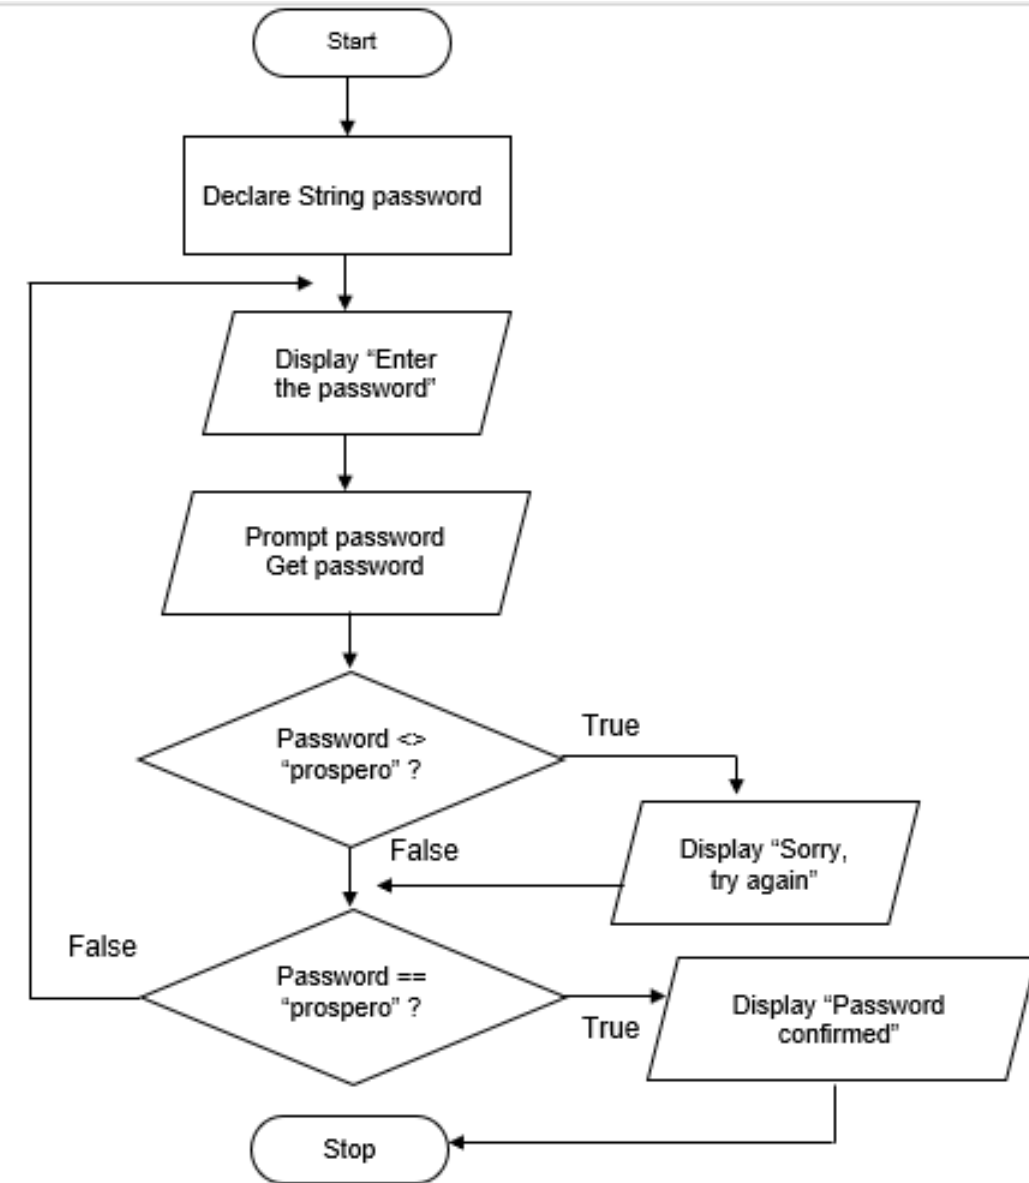 Start
Declare String password
Display “Enter
the password”
Prompt password
Get password
Password <>
“prospero” ?
True
Display “Sorry,
try again”
False
Password ==
“prospero” ?
False
True
Display “Password
confirmed”
Stop